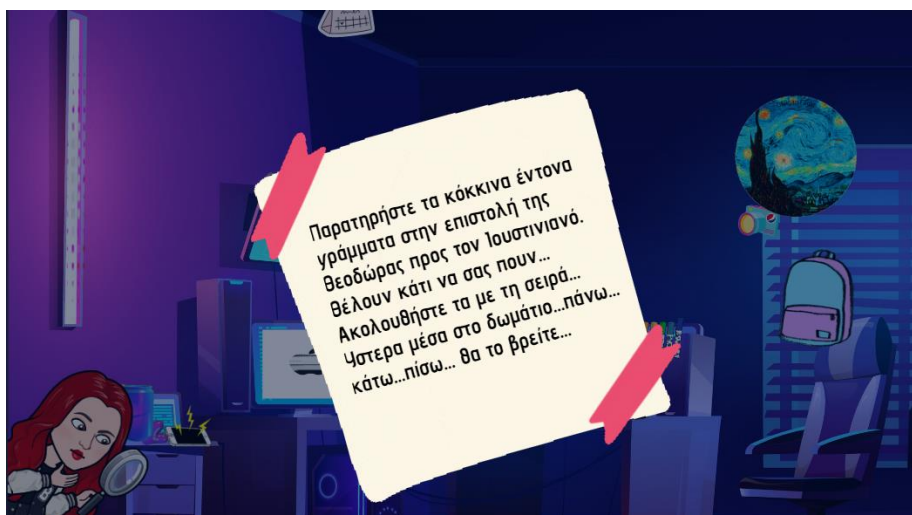 Παρατηρήστε τα κόκκινα έντονα
γράμματα στην επιστολή της
Θεοδώρας προς τον Ιουστινιανό.
Θέλουν κάτι να σας πουν...
Ακολουθήστε τα με τη σειρά...
Ύστερα μέσα στο δωμάτιο...πάνω...
κάτω...πίσω... θα το βρείτε...